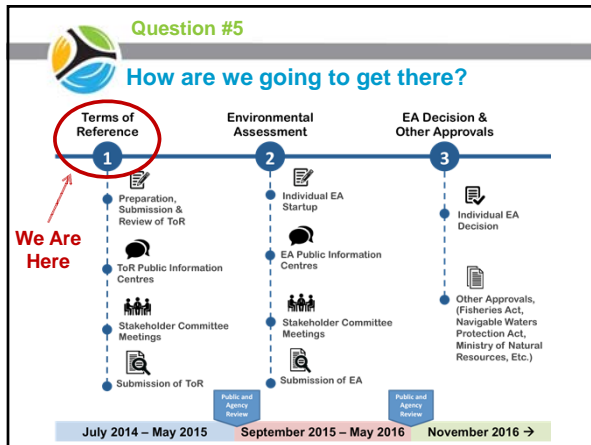 Question #5
How are we going to get there?
Terms of
Reference
1
We Are
Here
Preparation,
Submission &
Review of ToR
ToR Public Information
Centres
Stakeholder Committee
Meetings
Submission of ToR
Environmental
Assessment
2
Individual EA
Startup
EA Public Information
Centres
Stakeholder Committee
Meetings
Submission of EA
EA Decision &
Other Approvals
3
Individual EA
Decision
Other Approvals,
(Fisheries Act,
Navigable Waters
Protection Act,
Ministry of Natural
Resources, Etc.)
Public and
Agency
Review
Public and
Agency
Review
July 2014 – May 2015
September 2015 – May 2016
November 2016 →